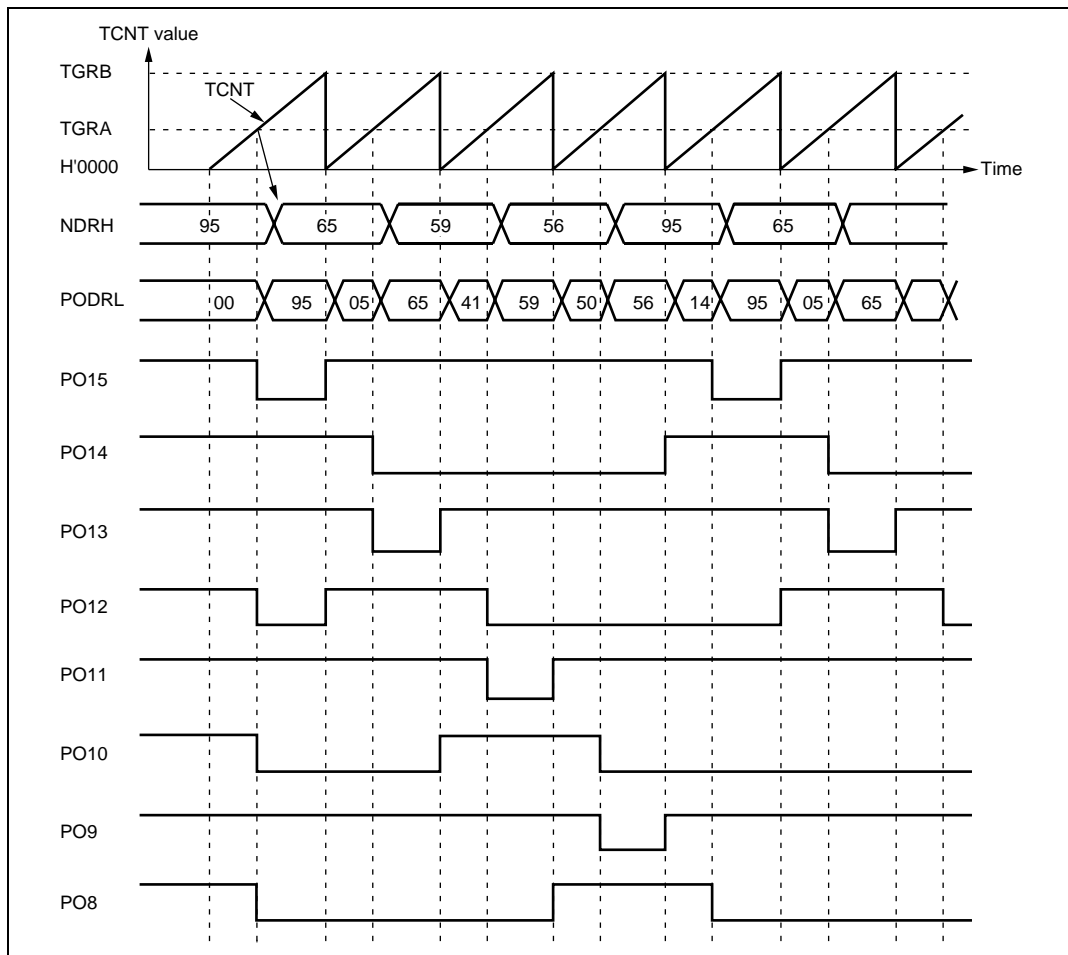 TCNT value
TGRB
TCNT
TGRA
H'0000
Time
NDRH 95 65 59 56 95 65
PODRL 00 95 05 65 41 59 50 56 14 95 05 65
PO15
PO14
PO13
PO12
PO11
PO10
PO9
PO8